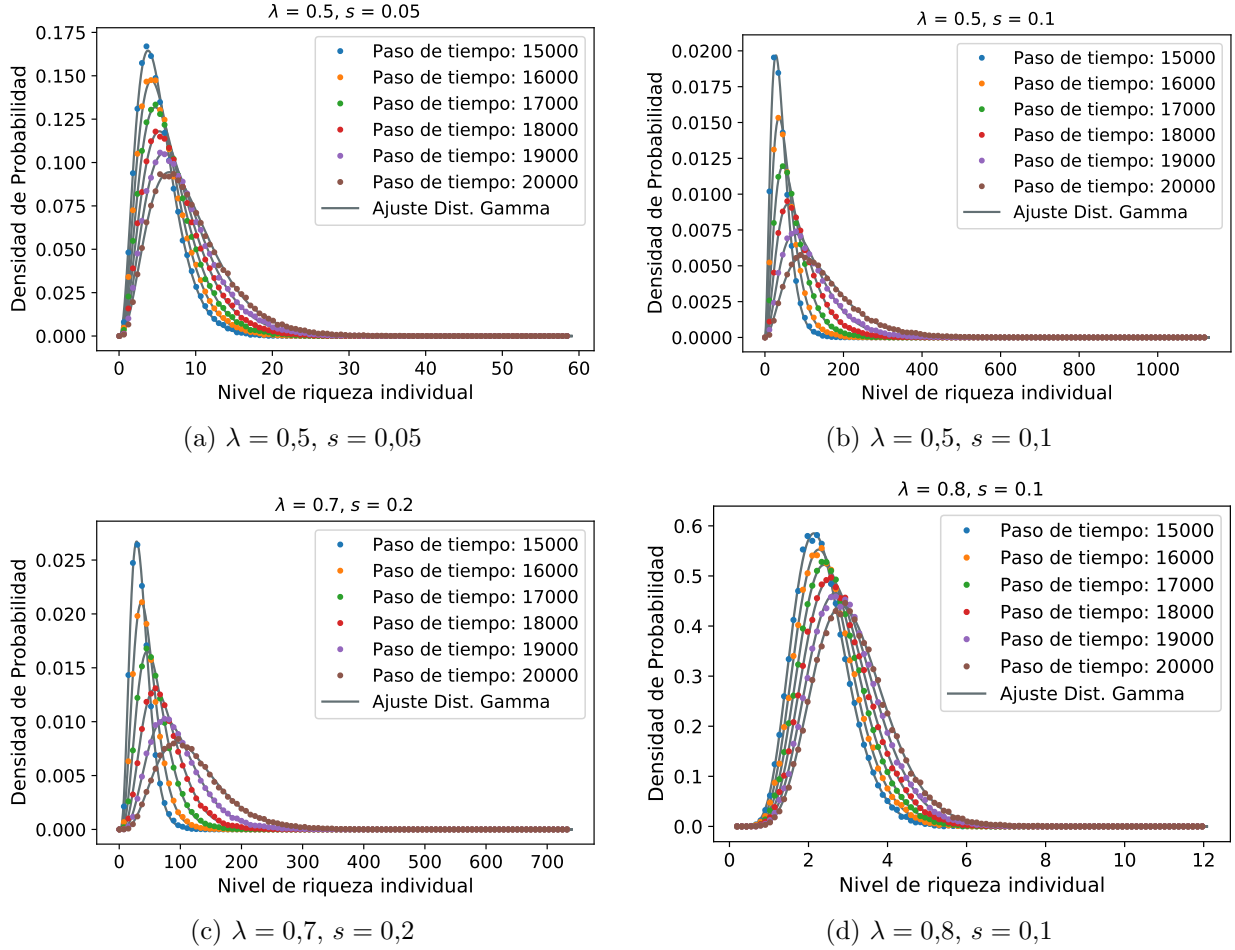 λ = 0.5, s = 0.05
Densidad de Probabilidad
0.175
0.150
0.125
0.100
0.075
0.050
0.025
0.000
Paso de tiempo: 15000
Paso de tiempo: 16000
Paso de tiempo: 17000
Paso de tiempo: 18000
Paso de tiempo: 19000
Paso de tiempo: 20000
Ajuste Dist. Gamma
0 10 20 30 40 50 60
Nivel de riqueza individual
(a) λ = 0,5, s = 0,05
λ = 0.5, s = 0.1
Densidad de Probabilidad
0.0200
0.0175
0.0150
0.0125
0.0100
0.0075
0.0050
0.0025
0.0000
Paso de tiempo: 15000
Paso de tiempo: 16000
Paso de tiempo: 17000
Paso de tiempo: 18000
Paso de tiempo: 19000
Paso de tiempo: 20000
Ajuste Dist. Gamma
0 200 400 600 800 1000
Nivel de riqueza individual
(b) λ = 0,5, s = 0,1
λ = 0.7, s = 0.2
Densidad de Probabilidad
0.025
0.020
0.015
0.010
0.005
0.000
Paso de tiempo: 15000
Paso de tiempo: 16000
Paso de tiempo: 17000
Paso de tiempo: 18000
Paso de tiempo: 19000
Paso de tiempo: 20000
Ajuste Dist. Gamma
0 100 200 300 400 500 600 700
Nivel de riqueza individual
(c) λ = 0,7, s = 0,2
λ = 0.8, s = 0.1
Densidad de Probabilidad
0.6
0.5
0.4
0.3
0.2
0.1
0.0
Paso de tiempo: 15000
Paso de tiempo: 16000
Paso de tiempo: 17000
Paso de tiempo: 18000
Paso de tiempo: 19000
Paso de tiempo: 20000
Ajuste Dist. Gamma
0 2 4 6 8 10 12
Nivel de riqueza individual
(d) λ = 0,8, s = 0,1